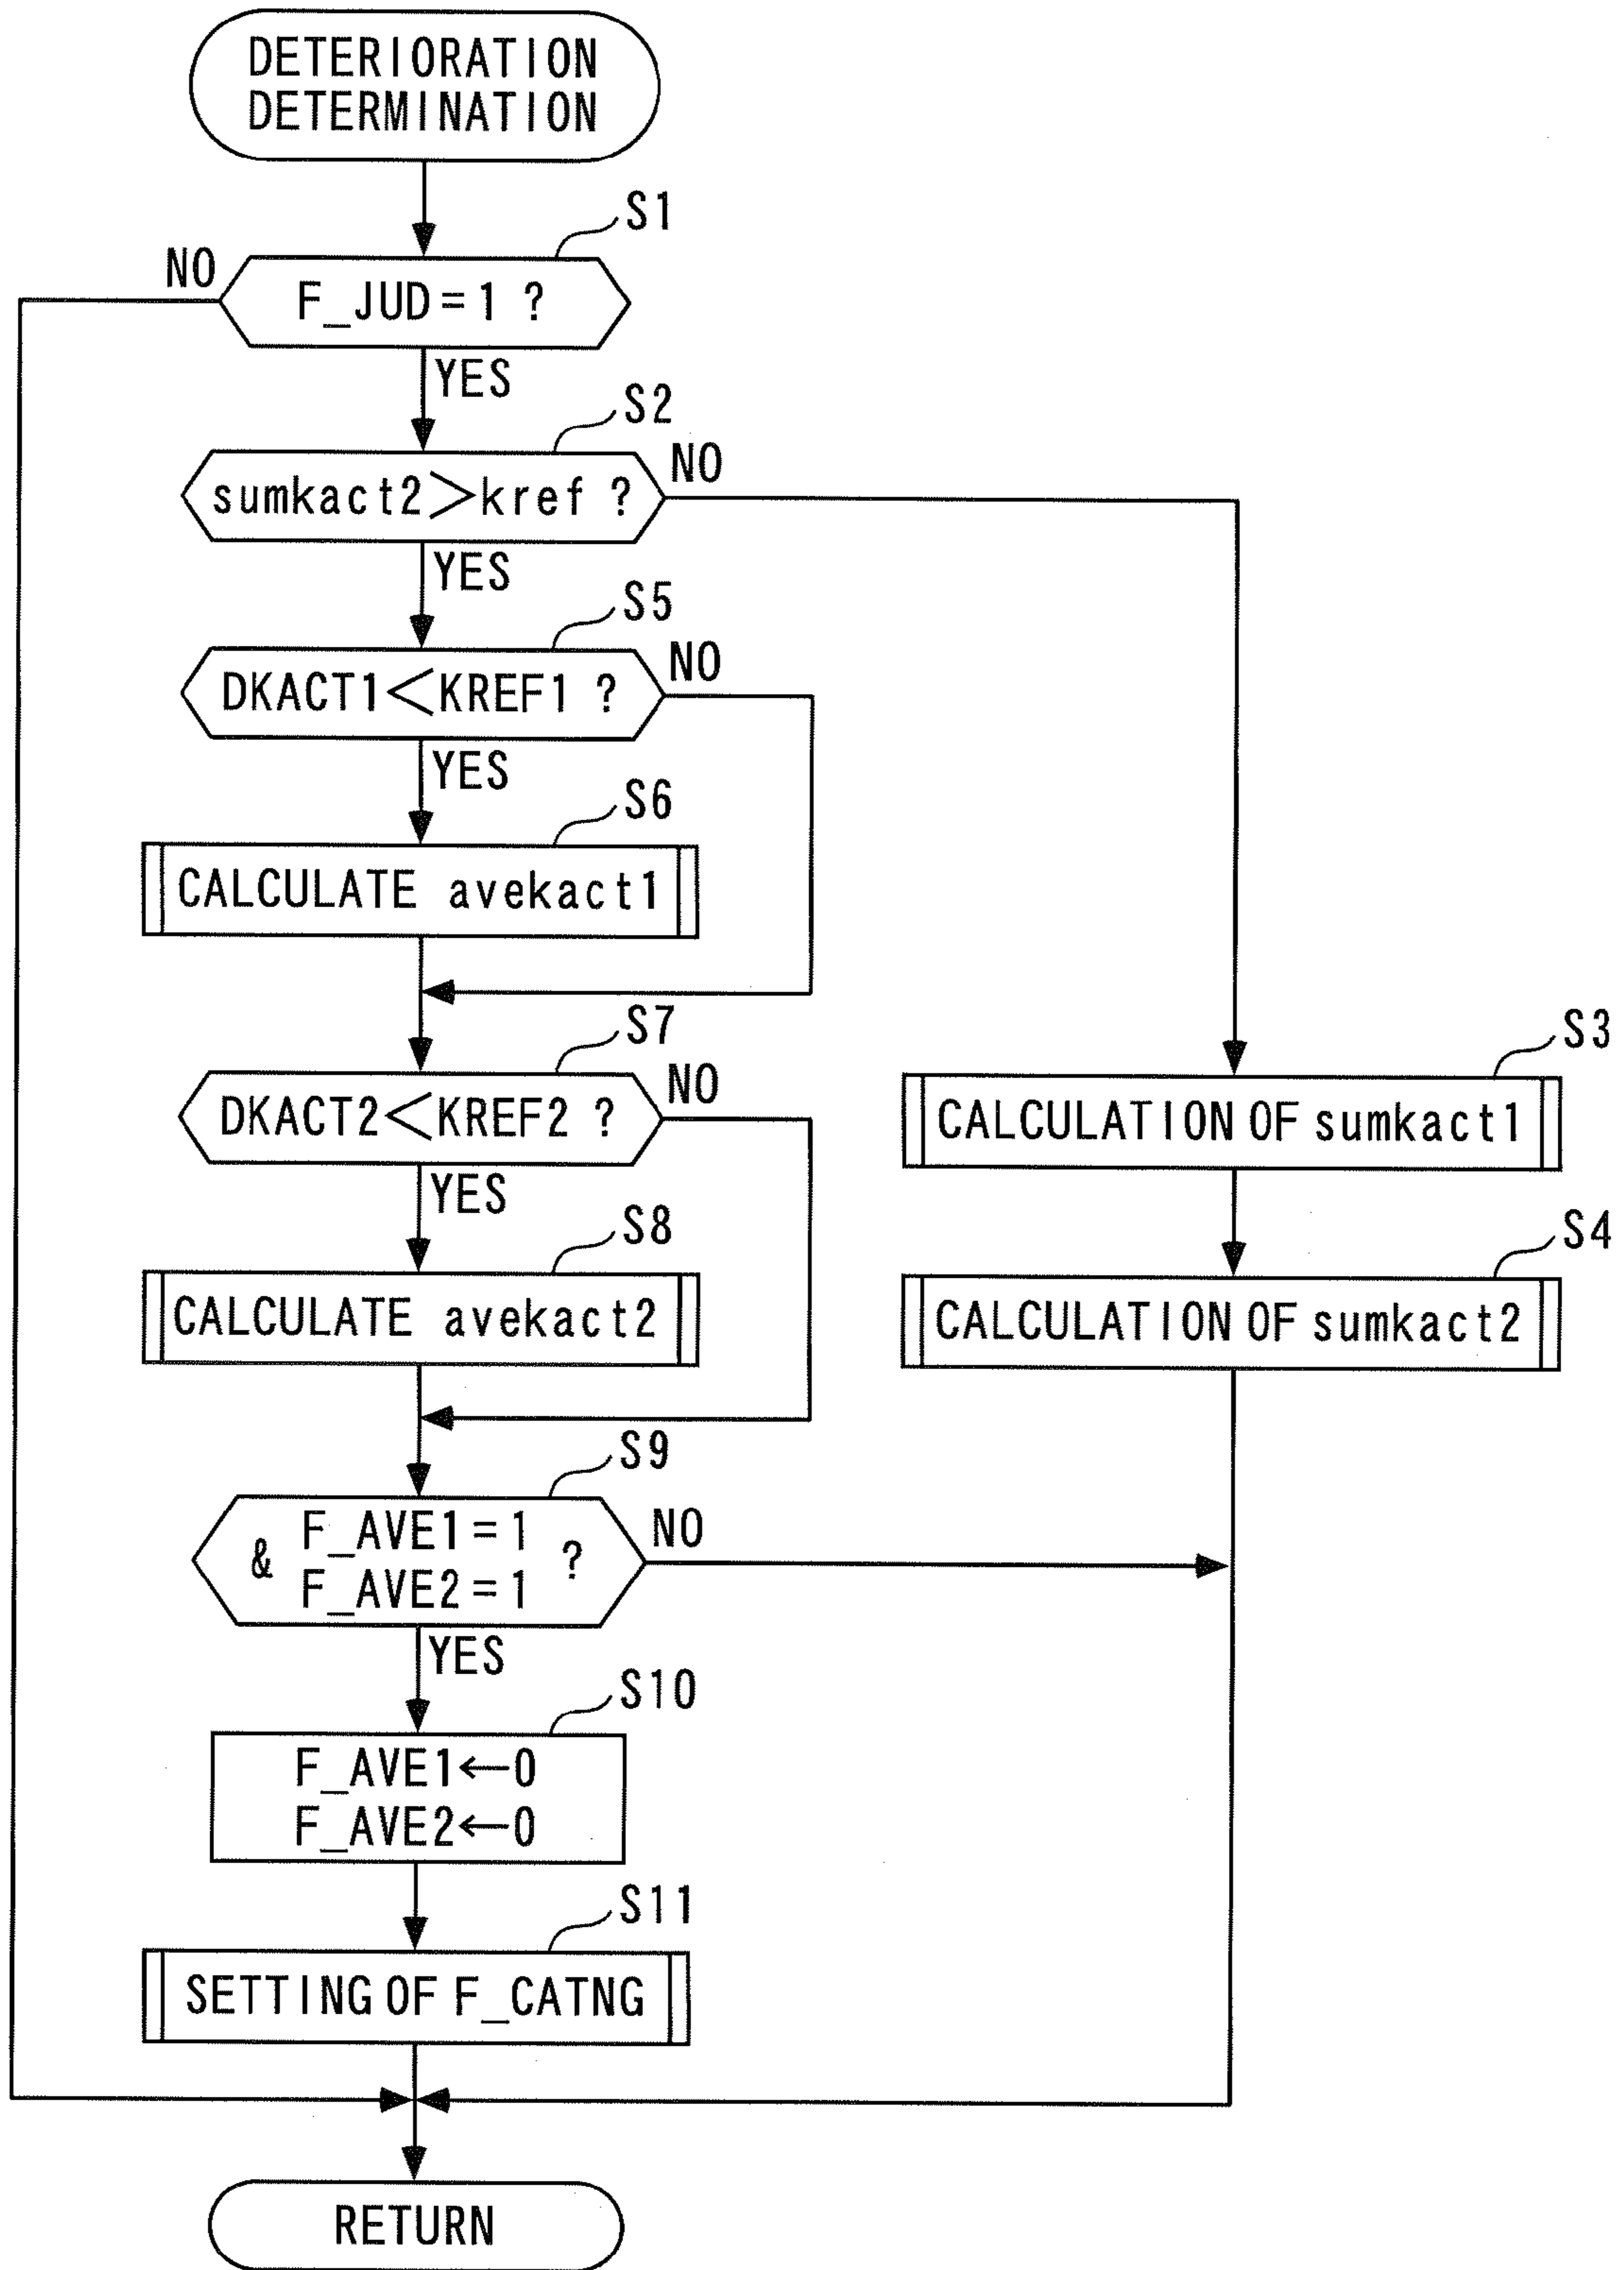 DETERIORATION
DETERMINATION
S1
NO
F_JUD=1 ?
YES
S2
NO
sumkact2>kref ?
YES
S5
NO
DKACT1<KREF1 ?
YES
S6
CALCULATE avekact1
S7
NO
DKACT2<KREF2 ?
YES
S3
CALCULATION OF sumkact1
S8
CALCULATE avekact2
S4
CALCULATION OF sumkact2
S9
NO
F_AVE1=1
& ?
F_AVE2=1
YES
S10
F_AVE1←0
F_AVE2←0
S11
SETTING OF F_CATNG
RETURN